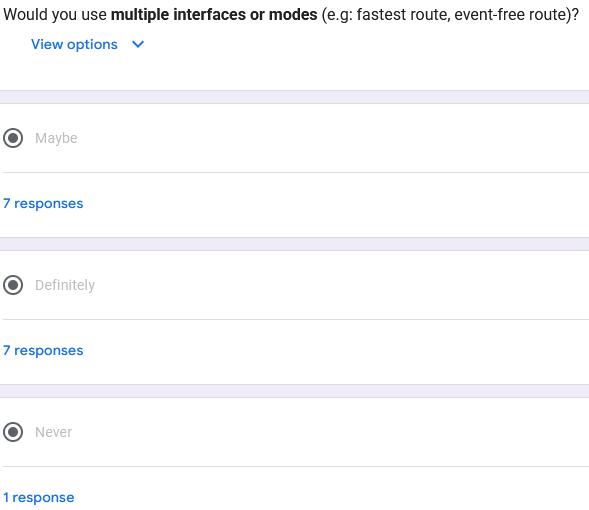 Would you use multiple interfaces or modes (e.g: fastest route, event-free route)?
View options
Maybe
7 responses
Definitely
7 responses
Never
1 response